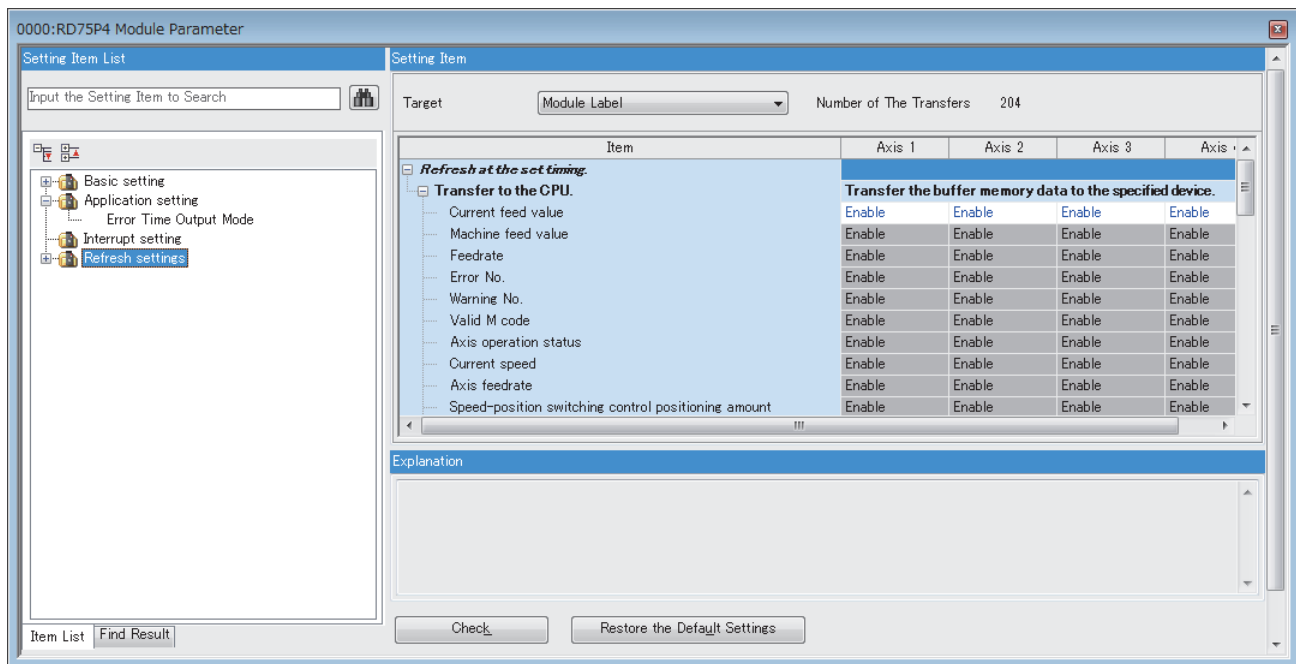 0000:RD75P4 Module Parameter
Setting Item List
Input the Setting Item to Search
Basic setting
Application setting
Error Time Output Mode
Interrupt setting
Refresh settings
Item List Find Result
Setting Item
Target Module Label Number of The Transfers 204
Item Axis 1 Axis 2 Axis 3 Axis
Refresh at the set timing.
Transfer to the CPU. Transfer the buffer memory data to the specified device.
Current feed value Enable Enable Enable Enable
Machine feed value Enable Enable Enable Enable
Feedrate Enable Enable Enable Enable
Error No. Enable Enable Enable Enable
Warning No. Enable Enable Enable Enable
Valid M code Enable Enable Enable Enable
Axis operation status Enable Enable Enable Enable
Current speed Enable Enable Enable Enable
Axis feedrate Enable Enable Enable Enable
Speed-position switching control positioning amount Enable Enable Enable Enable
Explanation
Check Restore the Default Settings